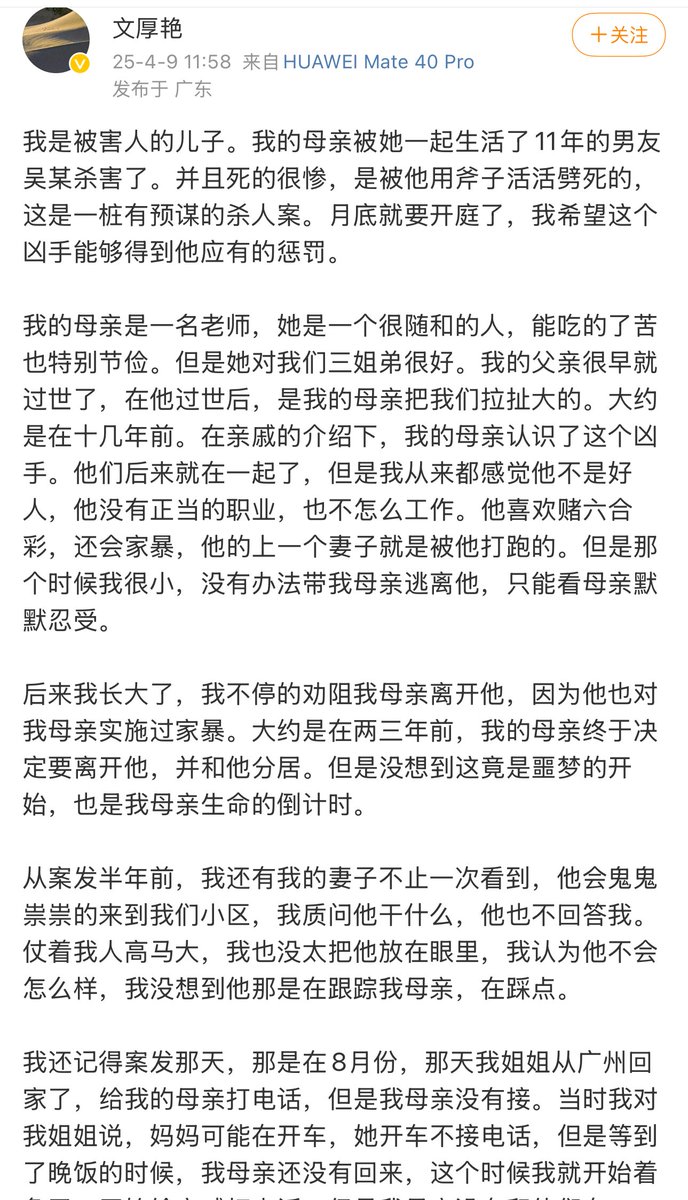 文厚艳
+关注
25-4-9 11:58 来自HUAWEI Mate 40 Pro
发布于 广东
我是被害人的儿子。我的母亲被她一起生活了11年的男友
吴某杀害了。并且死的很惨，是被他用斧子活活劈死的，
这是一桩有预谋的杀人案。月底就要开庭了，我希望这个
凶手能够得到他应有的惩罚。
我的母亲是一名老师，她是一个很随和的人，能吃的了苦
也特别节俭。但是她对我们三姐弟很好。我的父亲很早就
过世了，在他过世后，是我的母亲把我们拉扯大的。大约
是在十几年前。在亲戚的介绍下，我的母亲认识了这个凶
手。他们后来就在一起了，但是我从来都感觉他不是好
人，他没有正当的职业，也不怎么工作。他喜欢赌六合
彩，还会家暴，他的上一个妻子就是被他打跑的。但是那
个时候我很小，没有办法带我母亲逃离他，只能看母亲默
默忍受。
后来我长大了，我不停的劝阻我母亲离开他，因为他也对
我母亲实施过家暴。大约是在两三年前，我的母亲终于决
定要离开他，并和他分居。但是没想到这竟是噩梦的开
始，也是我母亲生命的倒计时。
从案发半年前，我还有我的妻子不止一次看到，他会鬼鬼
祟祟的来到我们小区，我质问他干什么，他也不回答我。
仗着我人高马大，我也没太把他放在眼里，我认为他不会
怎么样，我没想到他那是在跟踪我母亲，在踩点。
我还记得案发那天，那是在8月份，那天我姐姐从广州回
家了，给我的母亲打电话，但是我母亲没有接。当时我对
我姐姐说，妈妈可能在开车，她开车不接电话，但是等到
了晚饭的时候，我母亲还没有回来，这个时候我就开始着